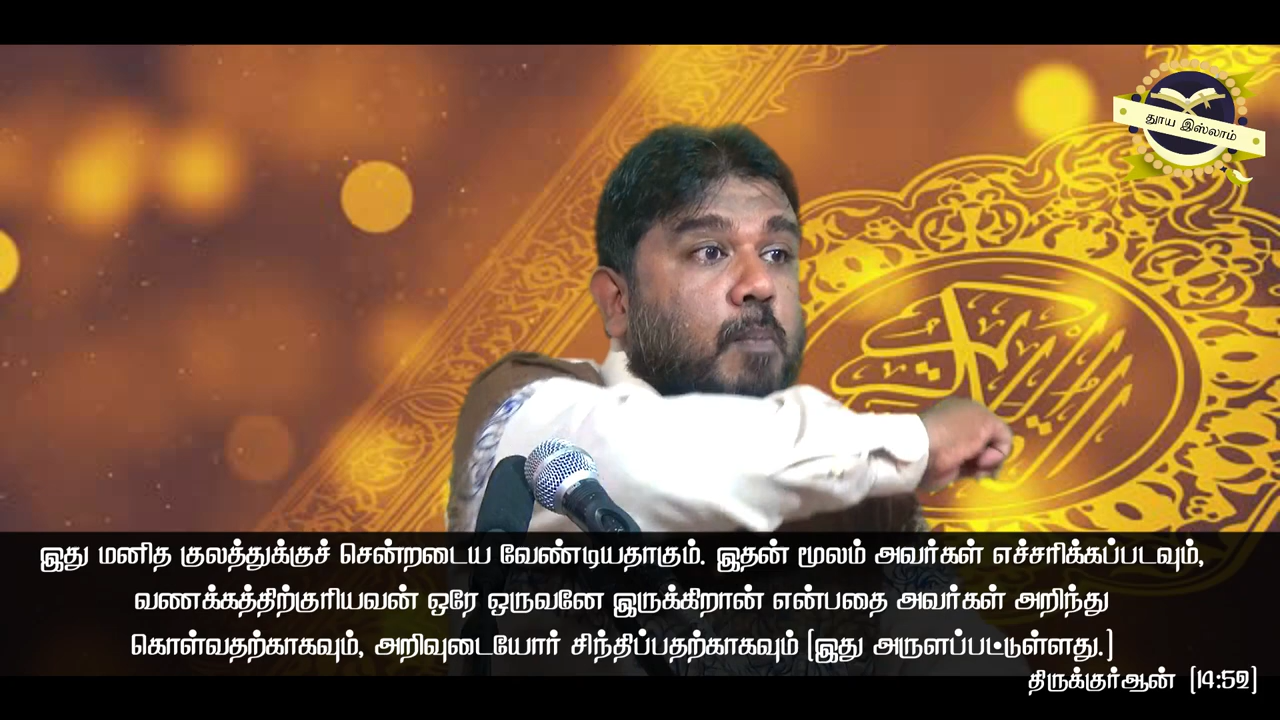 தூய இஸ்லாம்
இது மனித குலத்துக்குச் சென்றடைய வேண்டியதாகும். இதன் மூலம் அவர்கள் எச்சரிக்கப்படவும்,
வணக்கத்திற்குரியவன் ஒரே ஒருவனே இருக்கிறான் என்பதை அவர்கள் அறிந்து
கொள்வதற்காகவும், அறிவுடையோர் சிந்திப்பதற்காகவும் [இது அருளப்பட்டுள்ளது.]
திருக்குர்ஆன் [14:52]